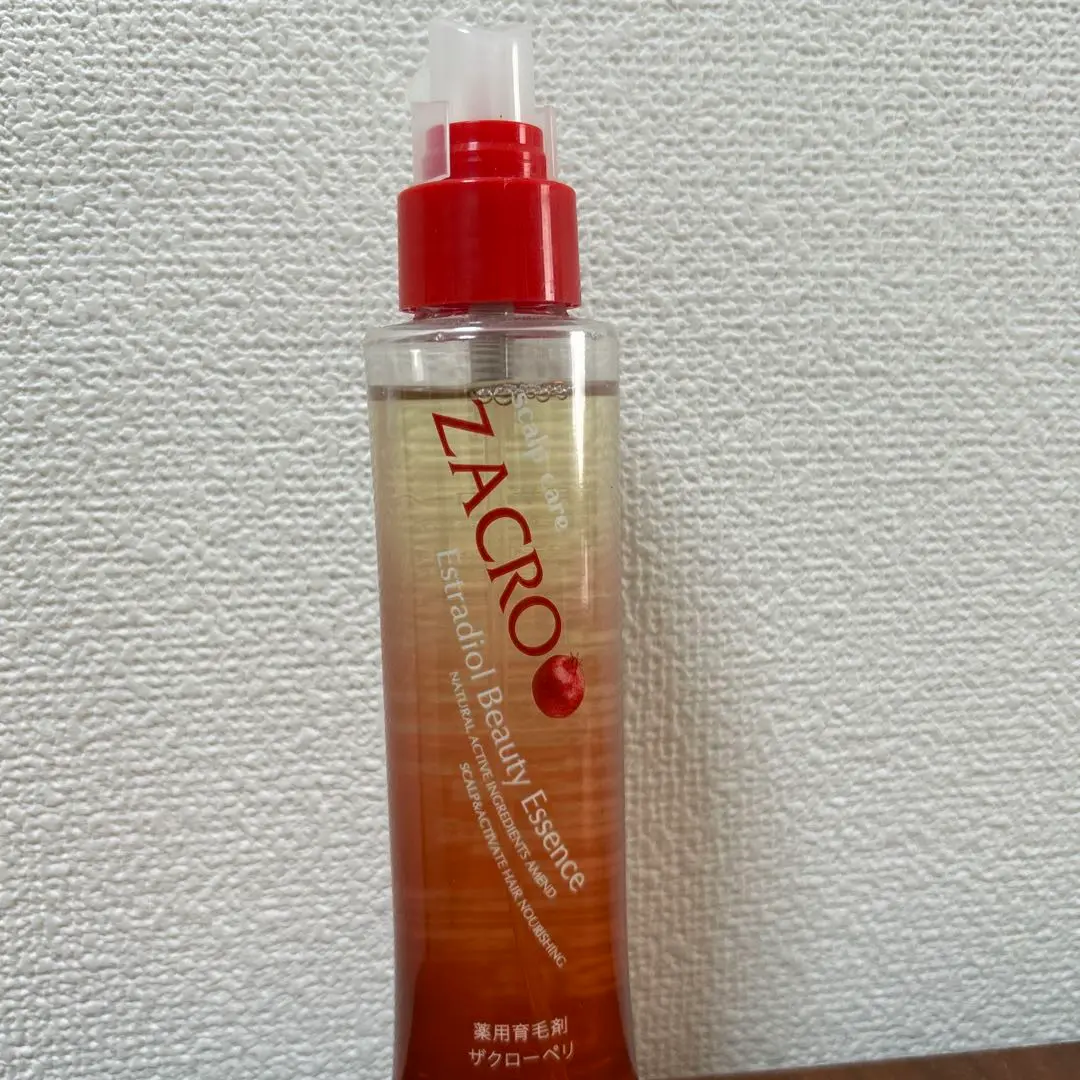 scalp care
ZACRO
Estradiol Beauty Essence
NATURAL ACTIVE INGREDIENTS AMEND
SCALP&ACTIVATE HAIR NOURISHING
薬用育毛剤
ザクローペリ